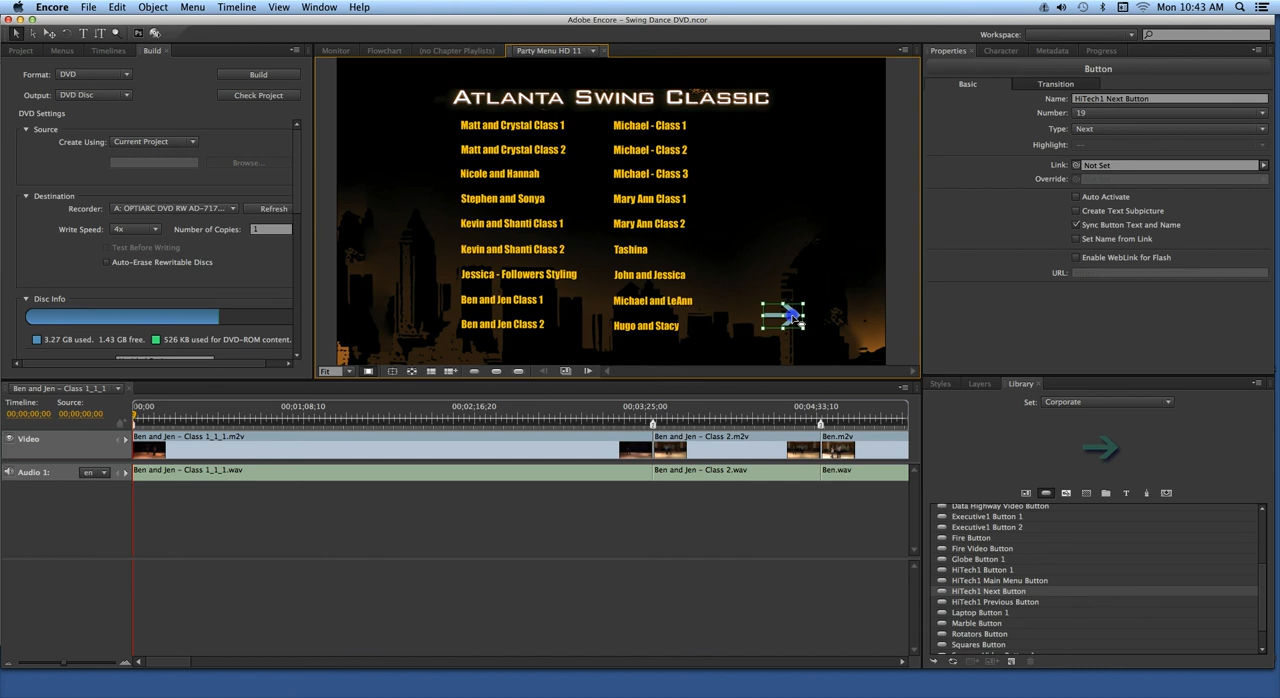 Encore File Edit Object Menu Timeline View Window Help Mon 10:43 AM
Adobe Encore - Swing Dance DVD.ncor
Workspace:
Project Menus Timelines Build
Monitor Flowchart (no Chapter Playlists) Party Menu HD 11
Properties Character Metadata Progress
Format: DVD Build
Output: DVD Disc Check Project
DVD Settings
Source
Create Using: Current Project
Browse...
Destination
Recorder: A: OPTIARC DVD RW AD-717... Refresh
Write Speed: 4x Number of Copies: 1
Test Before Writing
Auto-Erase Rewritable Discs
Disc Info
3.27 GB used. 1.43 GB free. 526 KB used for DVD-ROM content.
Atlanta Swing Classic
Matt and Crystal Class 1 Michael - Class 1
Matt and Crystal Class 2 Michael - Class 2
Nicole and Hannah MIchael - Class 3
Stephen and Sonya Mary Ann Class 1
Kevin and Shanti Class 1 Mary Ann Class 2
Kevin and Shanti Class 2 Tashina
Jessica - Followers Styling John and Jessica
Ben and Jen Class 1 Michael and LeAnn
Ben and Jen Class 2 Hugo and Stacy
Fit
Button
Basic Transition
Name: HiTech1 Next Button
Number: 19
Type: Next
Highlight: ---
Link: Not Set
Override:
Auto Activate
Create Text Subpicture
Sync Button Text and Name
Set Name from Link
Enable WebLink for Flash
URL:
Ben and Jen - Class 1_1_1
Timeline: Source:
00;00;00;00 00;00;00;00
00;00 00;01;08;10 00;02;16;20 00;03;25;00 00;04;33;10
Video
Ben and Jen - Class 1_1_1.m2v Ben and Jen - Class 2.m2v Ben.m2v
Audio 1: en
Ben and Jen - Class 1_1_1.wav Ben and Jen - Class 2.wav Ben.wav
Styles Layers Library
Set: Corporate
T
Data Highway Video Button
Executive1 Button 1
Executive1 Button 2
Fire Button
Fire Video Button
Globe Button 1
HiTech1 Button 1
HiTech1 Main Menu Button
HiTech1 Next Button
HiTech1 Previous Button
Laptop Button 1
Marble Button
Rotators Button
Squares Button